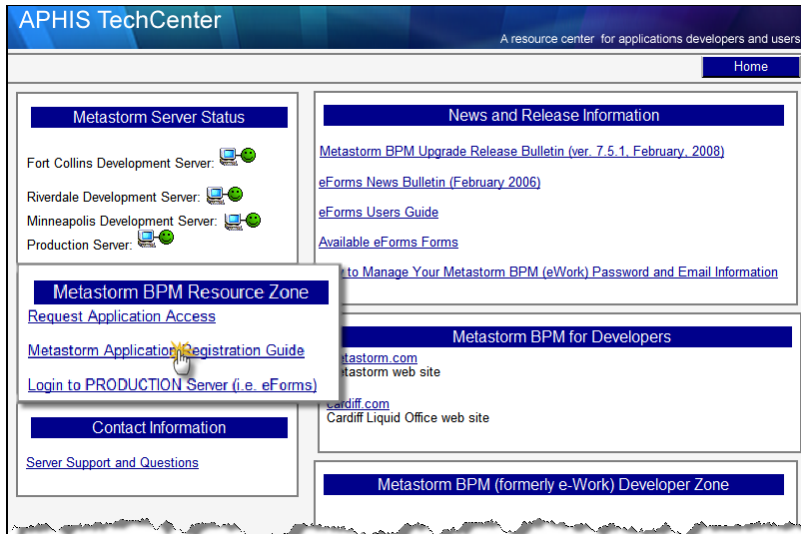 APHIS TechCenter
A resource center for applications developers and users
Home
Metastorm Server Status
Fort Collins Development Server:
Riverdale Development Server:
Minneapolis Development Server:
Production Server:
Metastorm BPM Resource Zone
Request Application Access
Metastorm Application Registration Guide
Login to PRODUCTION Server (i.e. eForms)
Contact Information
Server Support and Questions
News and Release Information
Metastorm BPM Upgrade Release Bulletin (ver. 7.5.1, February, 2008)
eForms News Bulletin (February 2006)
eForms Users Guide
Available eForms Forms
to Manage Your Metastorm BPM (eWork) Password and Email Information
Metastorm BPM for Developers
etastorm.com
etastorm web site
cardiff.com
Cardiff Liquid Office web site
Metastorm BPM (formerly e-Work) Developer Zone